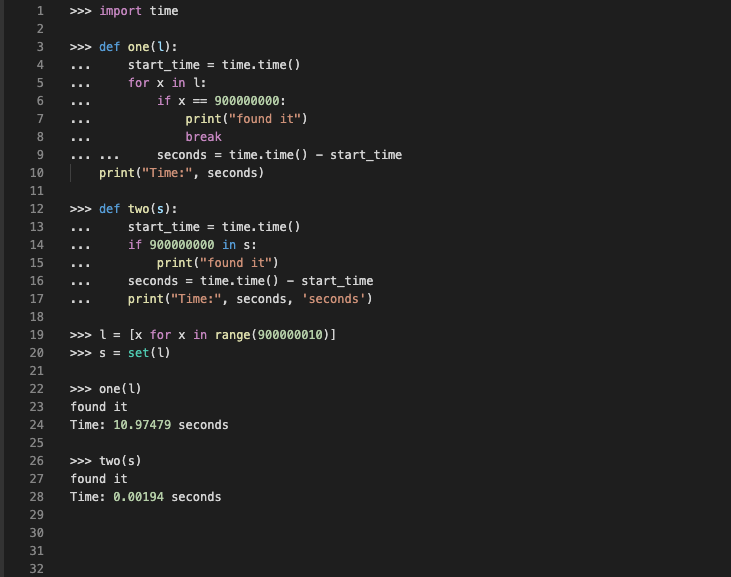 1 >>> import time
2
3 >>> def one(l):
4 ...     start_time = time.time()
5 ...     for x in l:
6 ...         if x == 900000000:
7 ...             print("found it")
8 ...             break
9 ... ...     seconds = time.time() - start_time
10     print("Time:", seconds)
11
12 >>> def two(s):
13 ...     start_time = time.time()
14 ...     if 900000000 in s:
15 ...         print("found it")
16 ...     seconds = time.time() - start_time
17 ...     print("Time:", seconds, 'seconds')
18
19 >>> l = [x for x in range(900000010)]
20 >>> s = set(l)
21
22 >>> one(l)
23 found it
24 Time: 10.97479 seconds
25
26 >>> two(s)
27 found it
28 Time: 0.00194 seconds
29
30
31
32